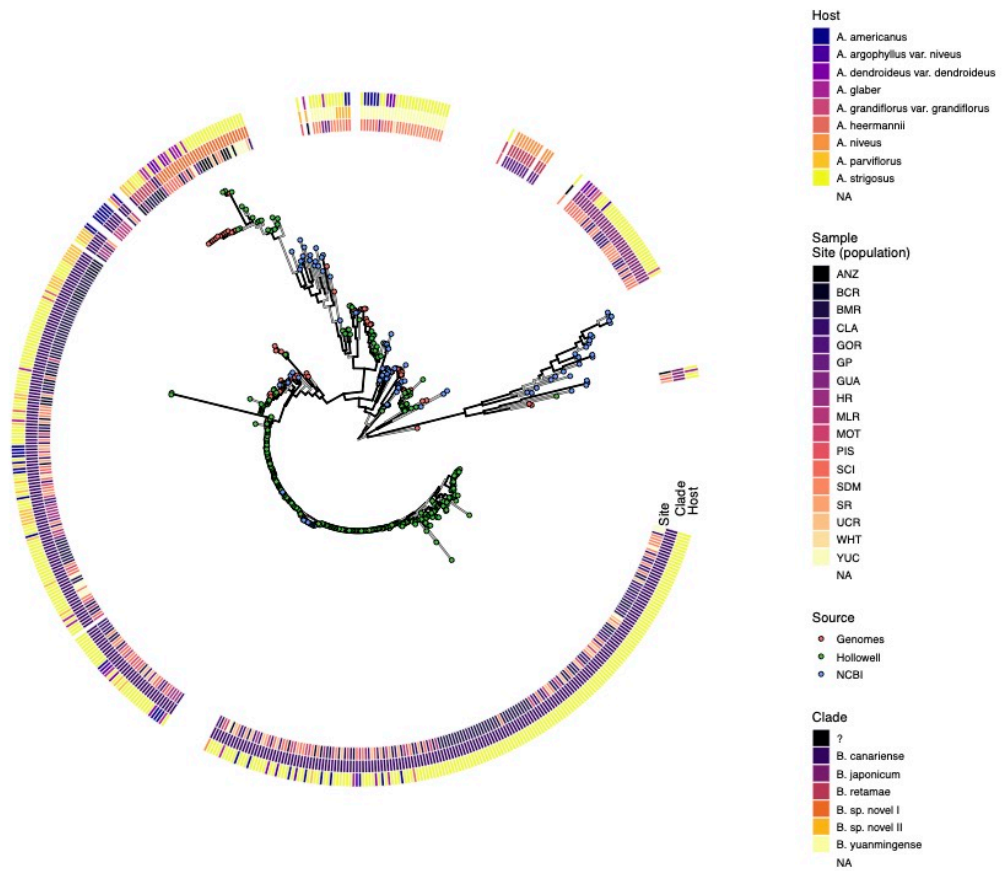 Host
A. americanus
A. argophyllus var. niveus
A. dendroideus var. dendroideus
A. glaber
A. grandiflorus var. grandiflorus
A. heermannii
A. niveus
A. parviflorus
A. strigosus
NA
Sample
Site (population)
ANZ
BCR
BMR
CLA
GOR
GP
GUA
HR
MLR
MOT
PIS
SCI
SDM
SR
UCR
WHT
YUC
NA
Site
Clade
Host
Source
Genomes
Hollowell
NCBI
Clade
?
B. canariense
B. japonicum
B. retamae
B. sp. novel I
B. sp. novel II
B. yuanmingense
NA